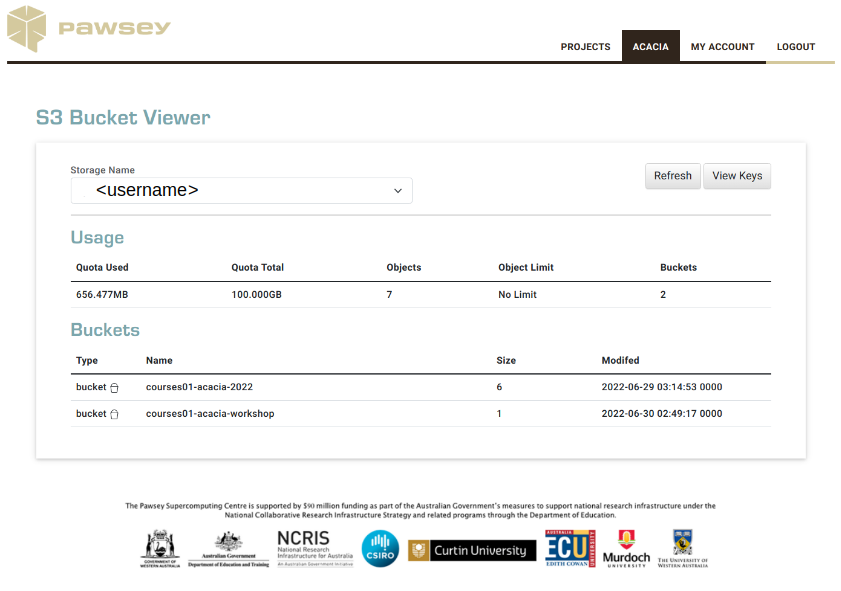 PAWSEY
PROJECTS ACACIA MY ACCOUNT LOGOUT
S3 Bucket Viewer
Storage Name
<username>
Refresh View Keys
Usage
Quota Used Quota Total Objects Object Limit Buckets
656.477MB 100.000GB 7 No Limit 2
Buckets
Type Name Size Modifed
bucket courses01-acacia-2022 6 2022-06-29 03:14:53 0000
bucket courses01-acacia-workshop 1 2022-06-30 02:49:17 0000
The Pawsey Supercomputing Centre is supported by $90 million funding as part of the Australian Government's measures to support national research infrastructure under the
National Collaborative Research Infrastructure Strategy and related programs through the Department of Education.
GOVERNMENT OF
WESTERN AUSTRALIA
Australian Government
Department of Education and Training
NCRIS
National Research
Infrastructure for Australia
An Australian Government Initiative
CSIRO
Curtin University
AUSTRALIA
ECU
EDITH COWAN
UNIVERSITY
Murdoch
UNIVERSITY
THE UNIVERSITY OF
WESTERN AUSTRALIA